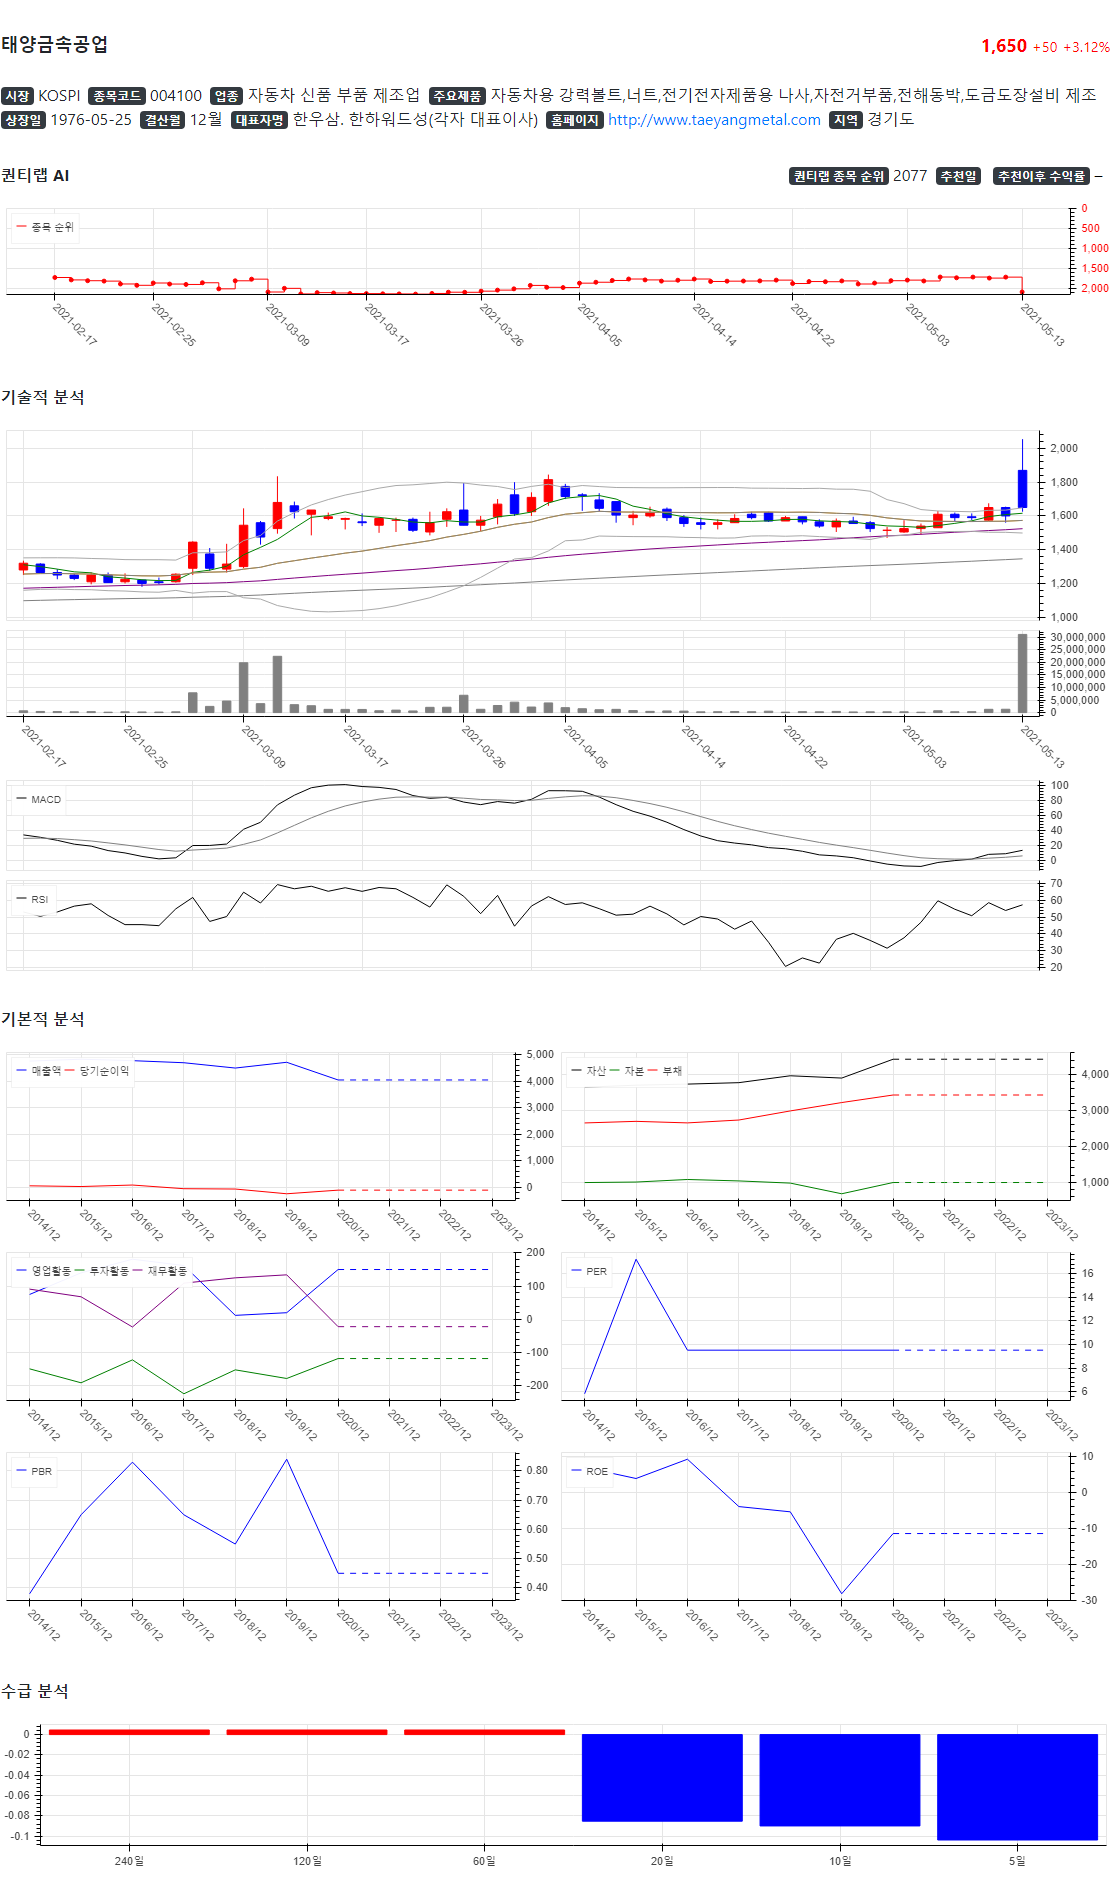 태양금속공업
1,650 +50 +3.12%
시장 KOSPI 종목코드 004100 업종 자동차 신품 부품 제조업 주요제품 자동차용 강력볼트,너트,전기전자제품용 나사,자전거부품,전해동박,도금도장설비 제조
상장일 1976-05-25 결산월 12월 대표자명 한우삼. 한하워드성(각자 대표이사) 홈페이지 http://www.taeyangmetal.com 지역 경기도
퀀티랩 AI
퀀티랩 종목 순위 2077 추천일 추천이후 수익률 –
종목 순위
0
500
1,000
1,500
2,000
2021-02-17 2021-02-25 2021-03-09 2021-03-17 2021-03-26 2021-04-05 2021-04-14 2021-04-22 2021-05-03 2021-05-13
기술적 분석
2,000
1,800
1,600
1,400
1,200
1,000
30,000,000
25,000,000
20,000,000
15,000,000
10,000,000
5,000,000
0
2021-02-17 2021-02-25 2021-03-09 2021-03-17 2021-03-26 2021-04-05 2021-04-14 2021-04-22 2021-05-03 2021-05-13
MACD
100
80
60
40
20
0
RSI
70
60
50
40
30
20
기본적 분석
매출액 당기순이익
5,000
4,000
3,000
2,000
1,000
0
2014/12 2015/12 2016/12 2017/12 2018/12 2019/12 2020/12 2021/12 2022/12 2023/12
자산 자본 부채
4,000
3,000
2,000
1,000
2014/12 2015/12 2016/12 2017/12 2018/12 2019/12 2020/12 2021/12 2022/12 2023/12
영업활동 투자활동 재무활동
200
100
0
-100
-200
2014/12 2015/12 2016/12 2017/12 2018/12 2019/12 2020/12 2021/12 2022/12 2023/12
PER
16
14
12
10
8
6
2014/12 2015/12 2016/12 2017/12 2018/12 2019/12 2020/12 2021/12 2022/12 2023/12
PBR
0.80
0.70
0.60
0.50
0.40
2014/12 2015/12 2016/12 2017/12 2018/12 2019/12 2020/12 2021/12 2022/12 2023/12
ROE
10
0
-10
-20
-30
2014/12 2015/12 2016/12 2017/12 2018/12 2019/12 2020/12 2021/12 2022/12 2023/12
수급 분석
0
-0.02
-0.04
-0.06
-0.08
-0.1
240일 120일 60일 20일 10일 5일